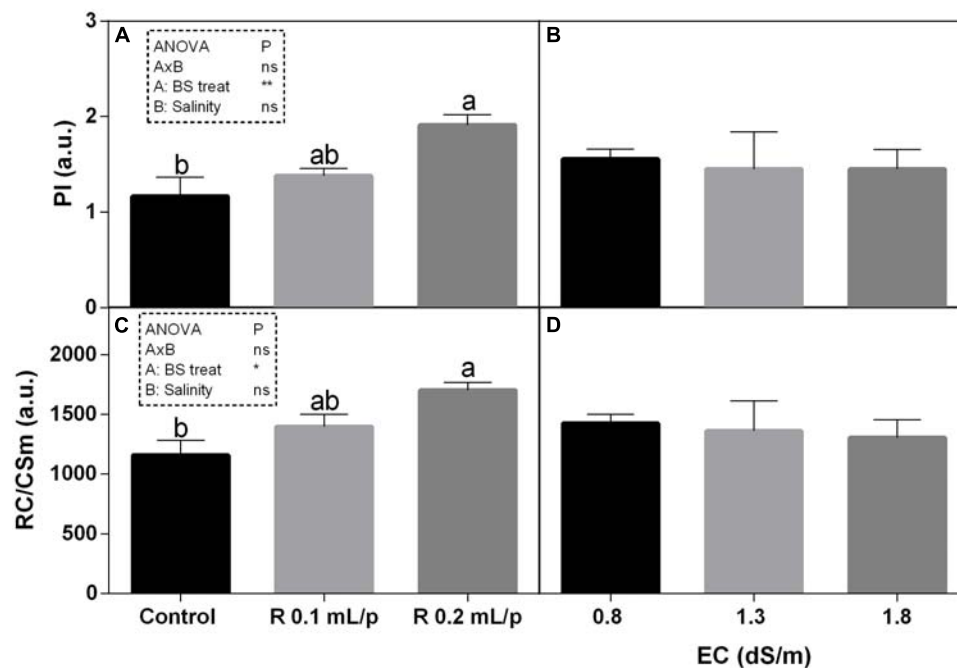 A
ANOVA P
AxB ns
A: BS treat **
B: Salinity ns
b
ab
a
B
3
2
1
0
PI (a.u.)
C
ANOVA P
AxB ns
A: BS treat *
B: Salinity ns
b
ab
a
D
2000
1500
1000
500
0
RC/CSm (a.u.)
Control R 0.1 mL/p R 0.2 mL/p 0.8 1.3 1.8
EC (dS/m)